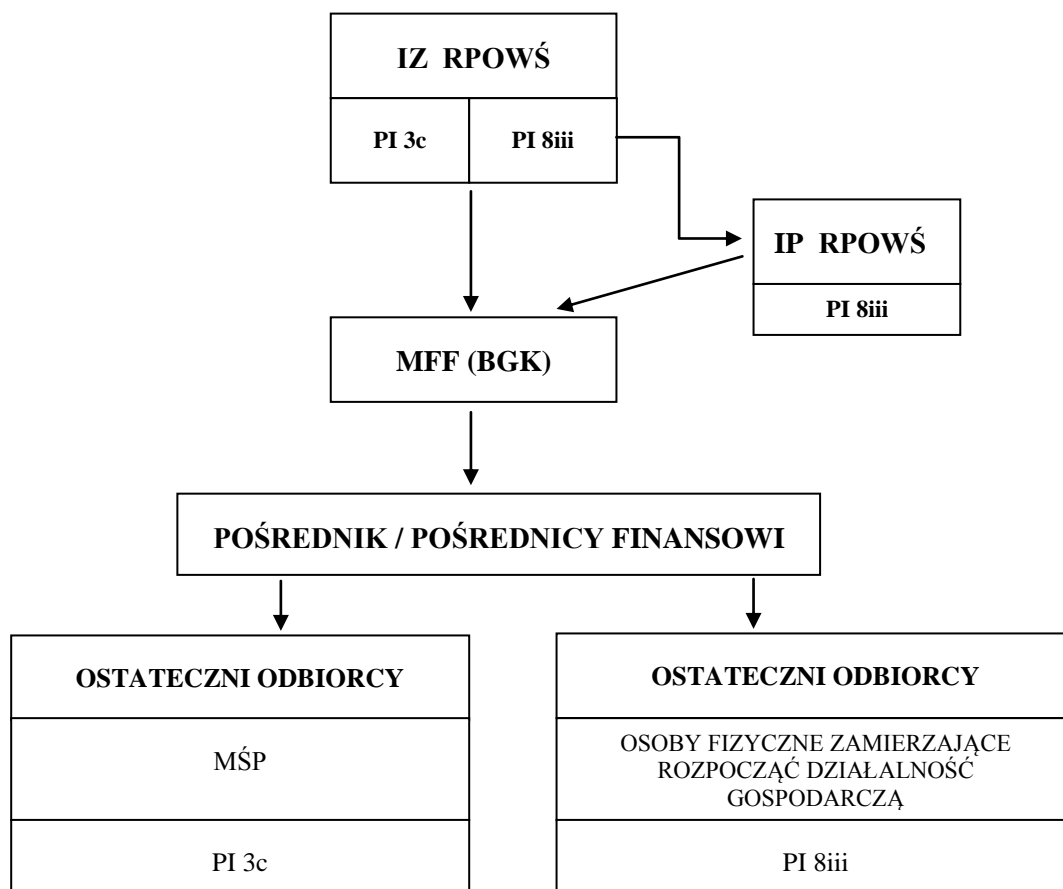 IZ RPOWŚ
PI 3c
PI 8iii
IP RPOWŚ
PI 8iii
MFF (BGK)
POŚREDNIK / POŚREDNICY FINANSOWI
OSTATECZNI ODBIORCY
MŚP
PI 3c
OSTATECZNI ODBIORCY
OSOBY FIZYCZNE ZAMIERZAJĄCE
ROZPOCZĄĆ DZIAŁALNOŚĆ
GOSPODARCZĄ
PI 8iii